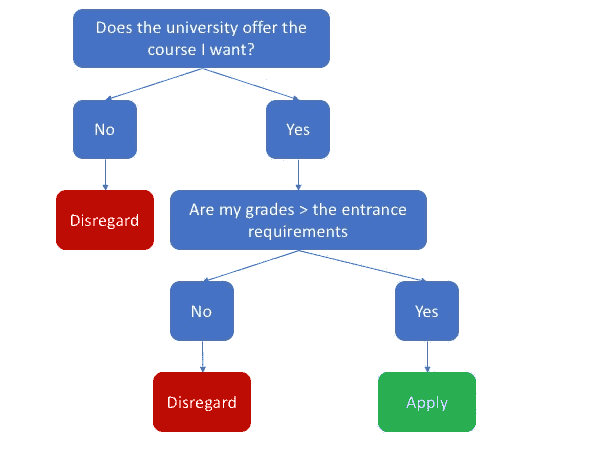 Does the university offer the
course I want?
No
Yes
Disregard
Are my grades > the entrance
requirements
No
Yes
Disregard
Apply